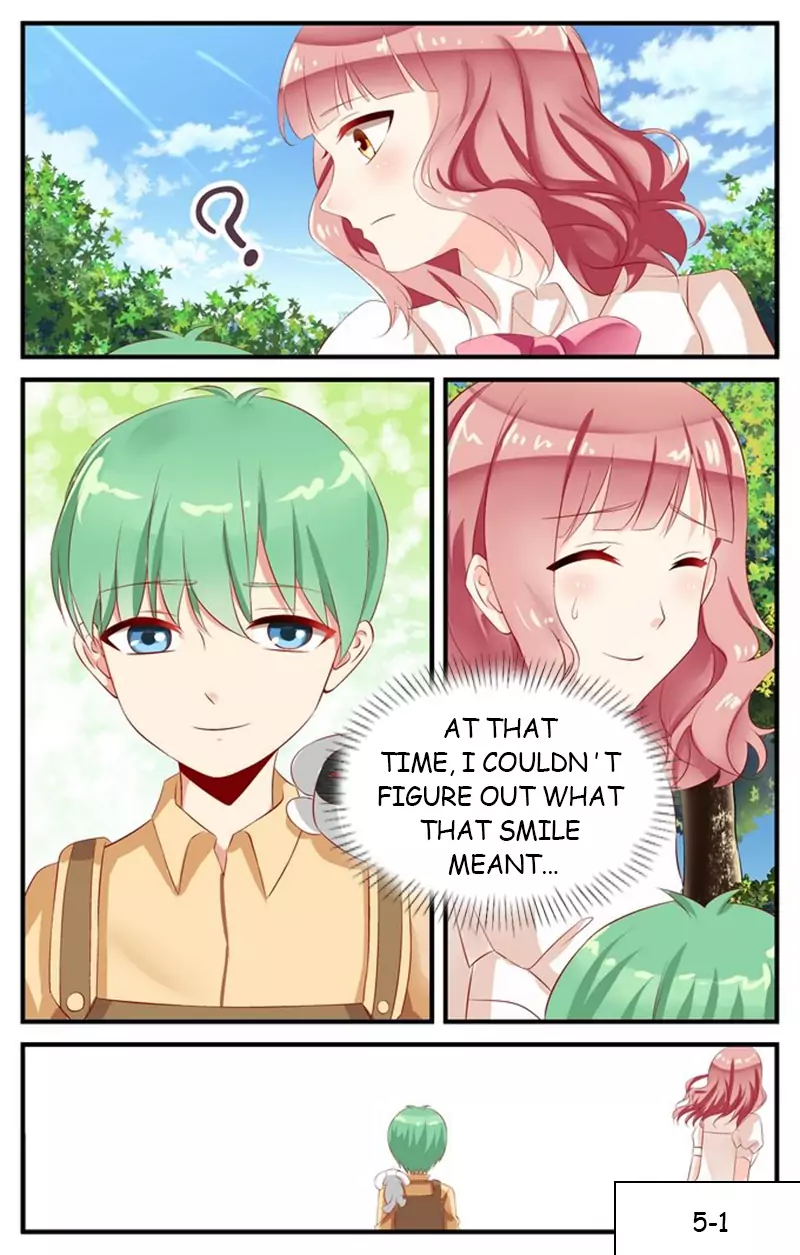 ?
AT THAT
TIME, I COULDN'T
FIGURE OUT WHAT
THAT SMILE
MEANT...
5-1